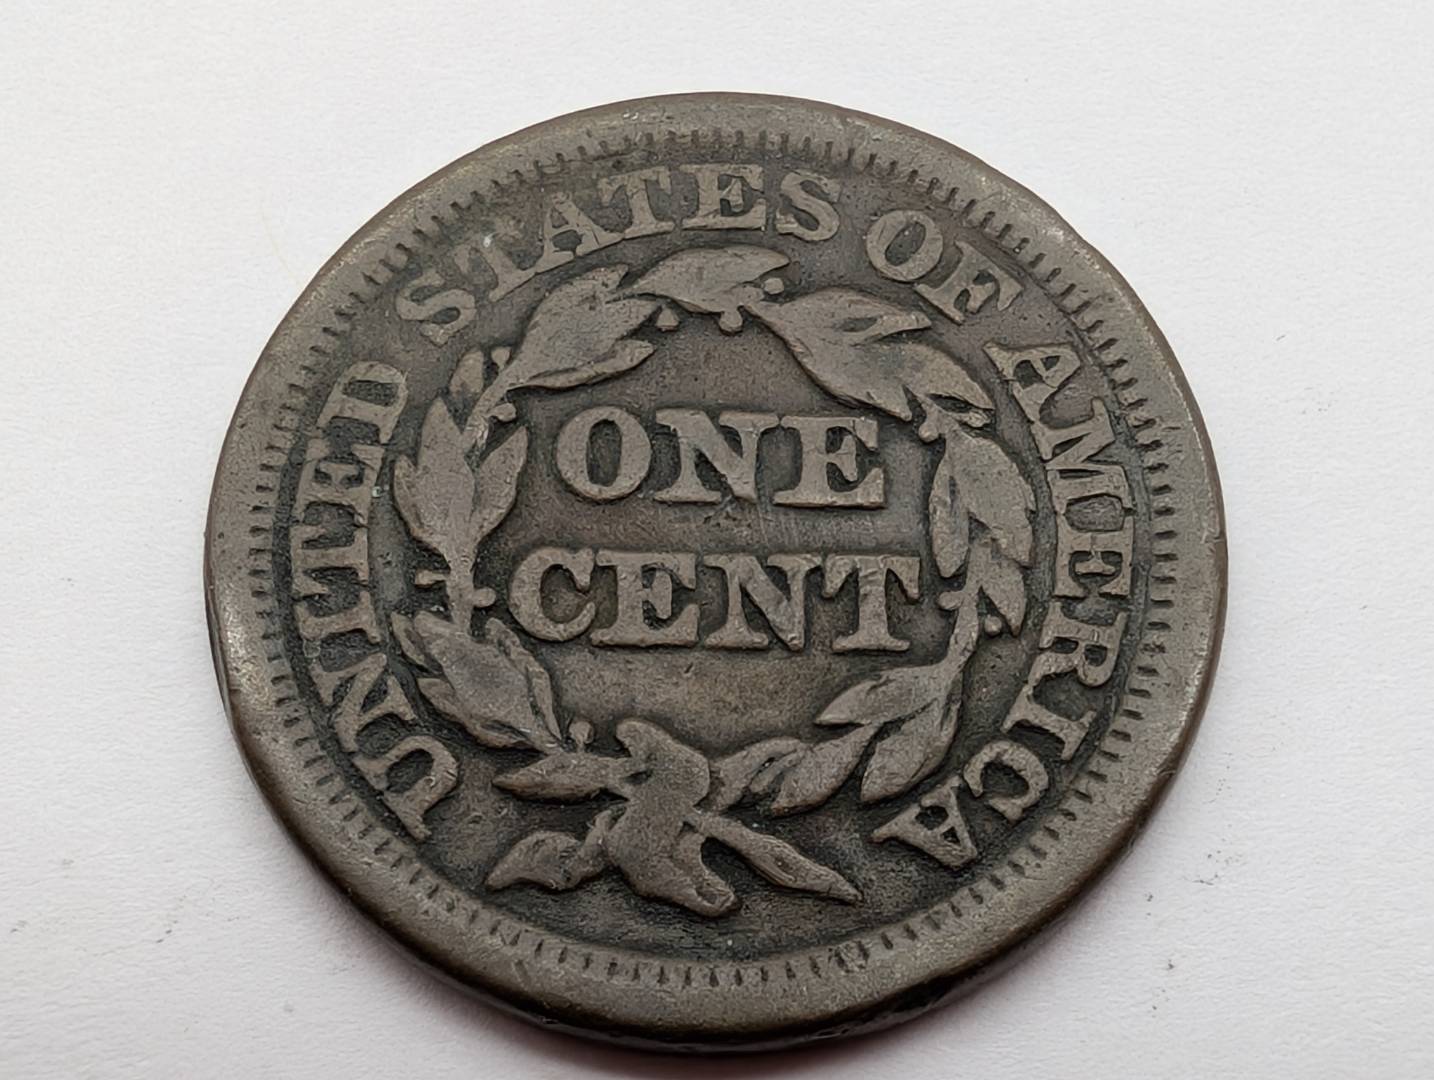 UNITED STATES OF AMERICA
ONE
CENT